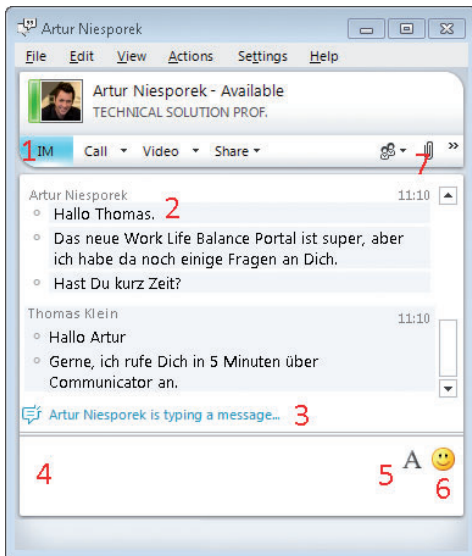 Artur Niesporek
File Edit View Actions Settings Help
Artur Niesporek - Available
TECHNICAL SOLUTION PROF.
1 IM Call Video Share »
7
Artur Niesporek 11:10
Hallo Thomas. 2
Das neue Work Life Balance Portal ist super, aber
ich habe da noch einige Fragen an Dich.
Hast Du kurz Zeit?
Thomas Klein 11:10
Hallo Artur
Gerne, ich rufe Dich in 5 Minuten über
Communicator an.
Artur Niesporek is typing a message... 3
4 5 A
6